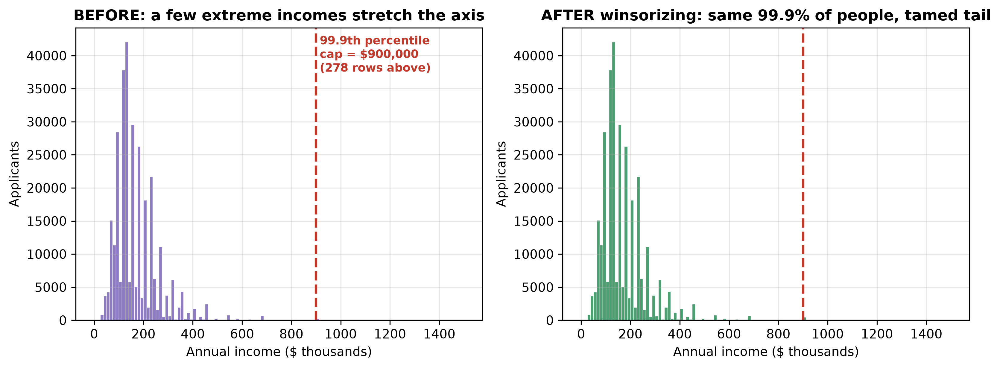 BEFORE: a few extreme incomes stretch the axis
99.9th percentile
cap = $900,000
(278 rows above)
40000
35000
30000
25000
20000
15000
10000
5000
0
Applicants
0 200 400 600 800 1000 1200 1400
Annual income ($ thousands)
AFTER winsorizing: same 99.9% of people, tamed tail
40000
35000
30000
25000
20000
15000
10000
5000
0
Applicants
0 200 400 600 800 1000 1200 1400
Annual income ($ thousands)